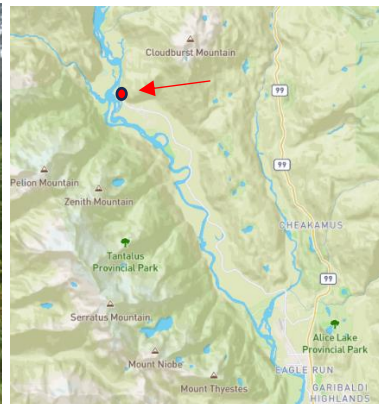 Cloudburst Mountain
99
99
Pelion Mountain
Zenith Mountain
CHEAKAMUS
Tantalus
Provincial Park
99
Serratus Mountain
Alice Lake
Provincial Park
Mount Niobe
EAGLE RUN
Mount Thyestes
GARIBALDI
HIGHLANDS